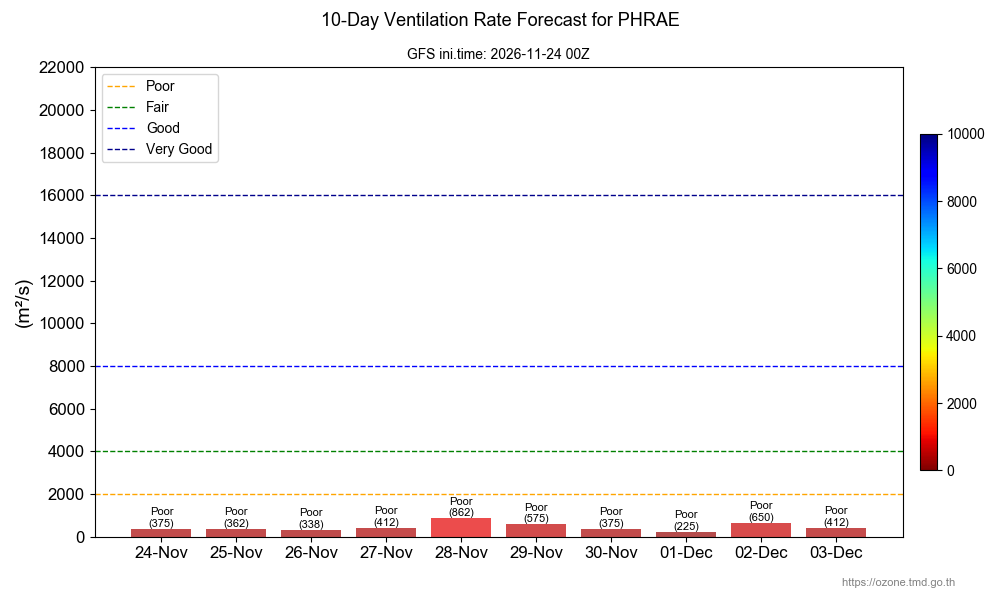 10-Day Ventilation Rate Forecast for PHRAE
GFS ini.time: 2026-11-24 00Z
(m²/s)
22000
20000
18000
16000
14000
12000
10000
8000
6000
4000
2000
0
Poor
Fair
Good
Very Good
Poor
(375)
Poor
(362)
Poor
(338)
Poor
(412)
Poor
(862)
Poor
(575)
Poor
(375)
Poor
(225)
Poor
(650)
Poor
(412)
24-Nov 25-Nov 26-Nov 27-Nov 28-Nov 29-Nov 30-Nov 01-Dec 02-Dec 03-Dec
10000
8000
6000
4000
2000
0
https://ozone.tmd.go.th